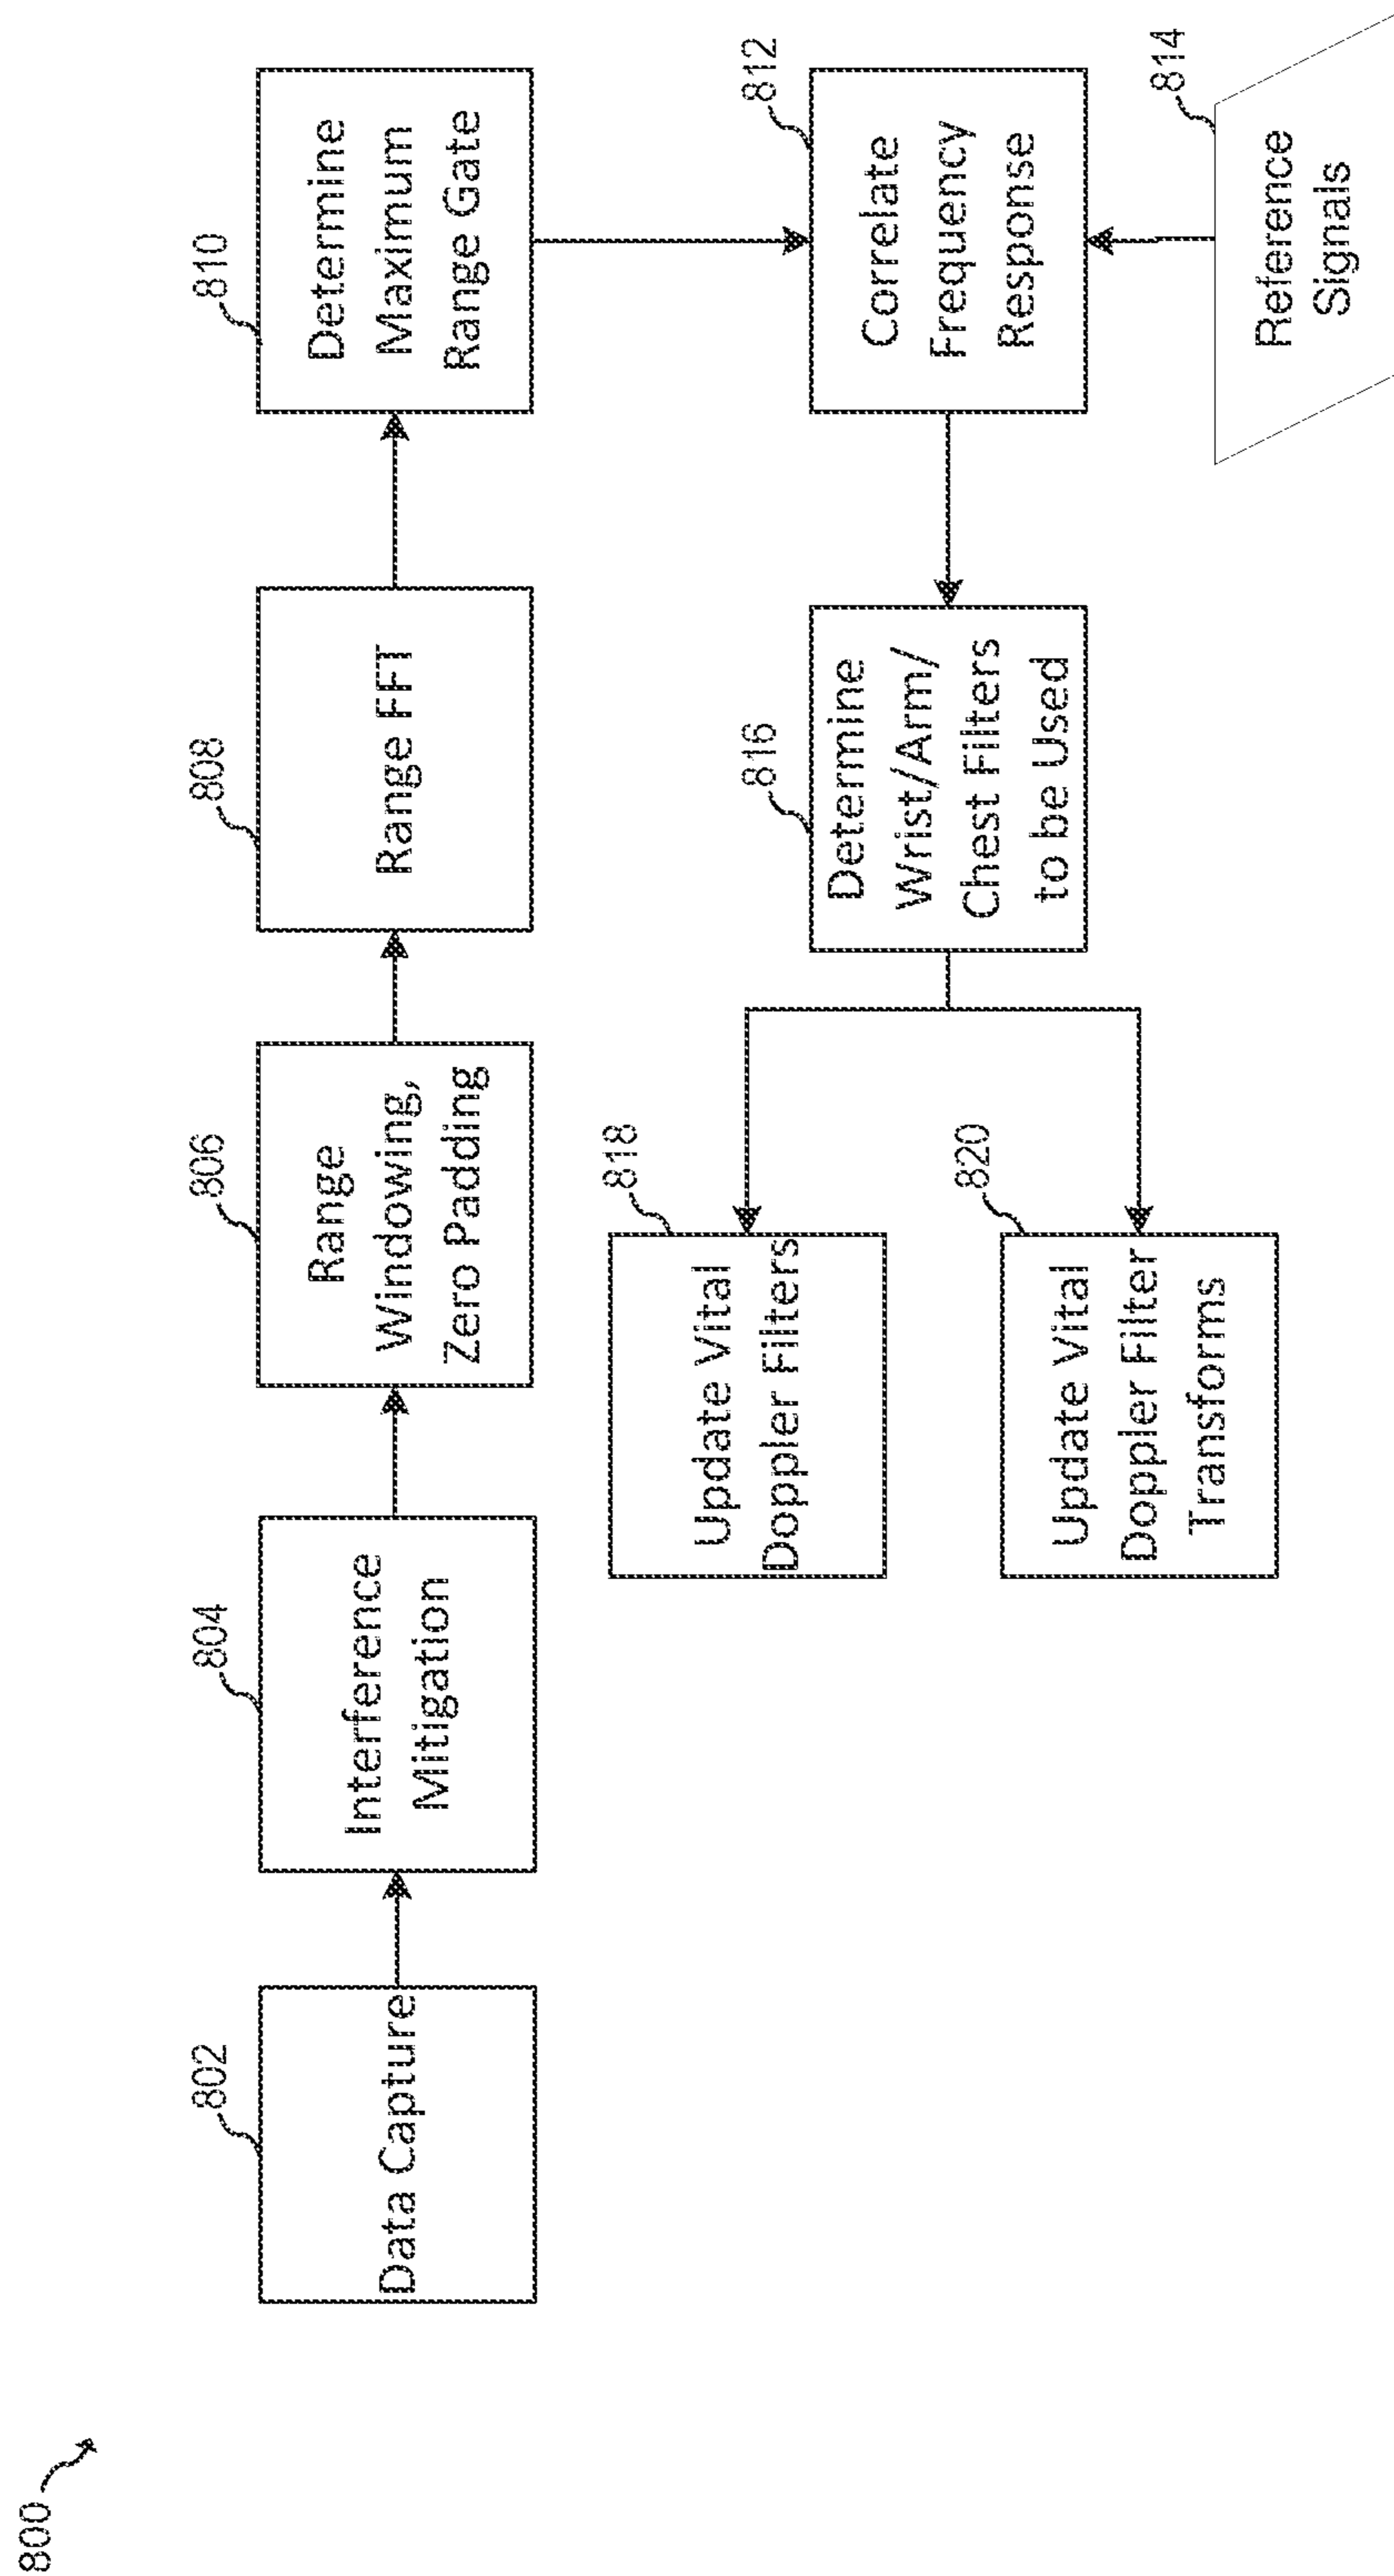 800
802
Data Capture
804
Interference
Mitigation
806
Range
Windowing,
Zero Padding
808
Range FFT
810
Determine
Maximum
Range Gate
812
Correlate
Frequency
Response
814
Reference
Signals
816
Determine
Wrist/Arm/
Chest Filters
to be Used
818
Update Vital
Doppler Filters
820
Update Vital
Doppler Filter
Transforms